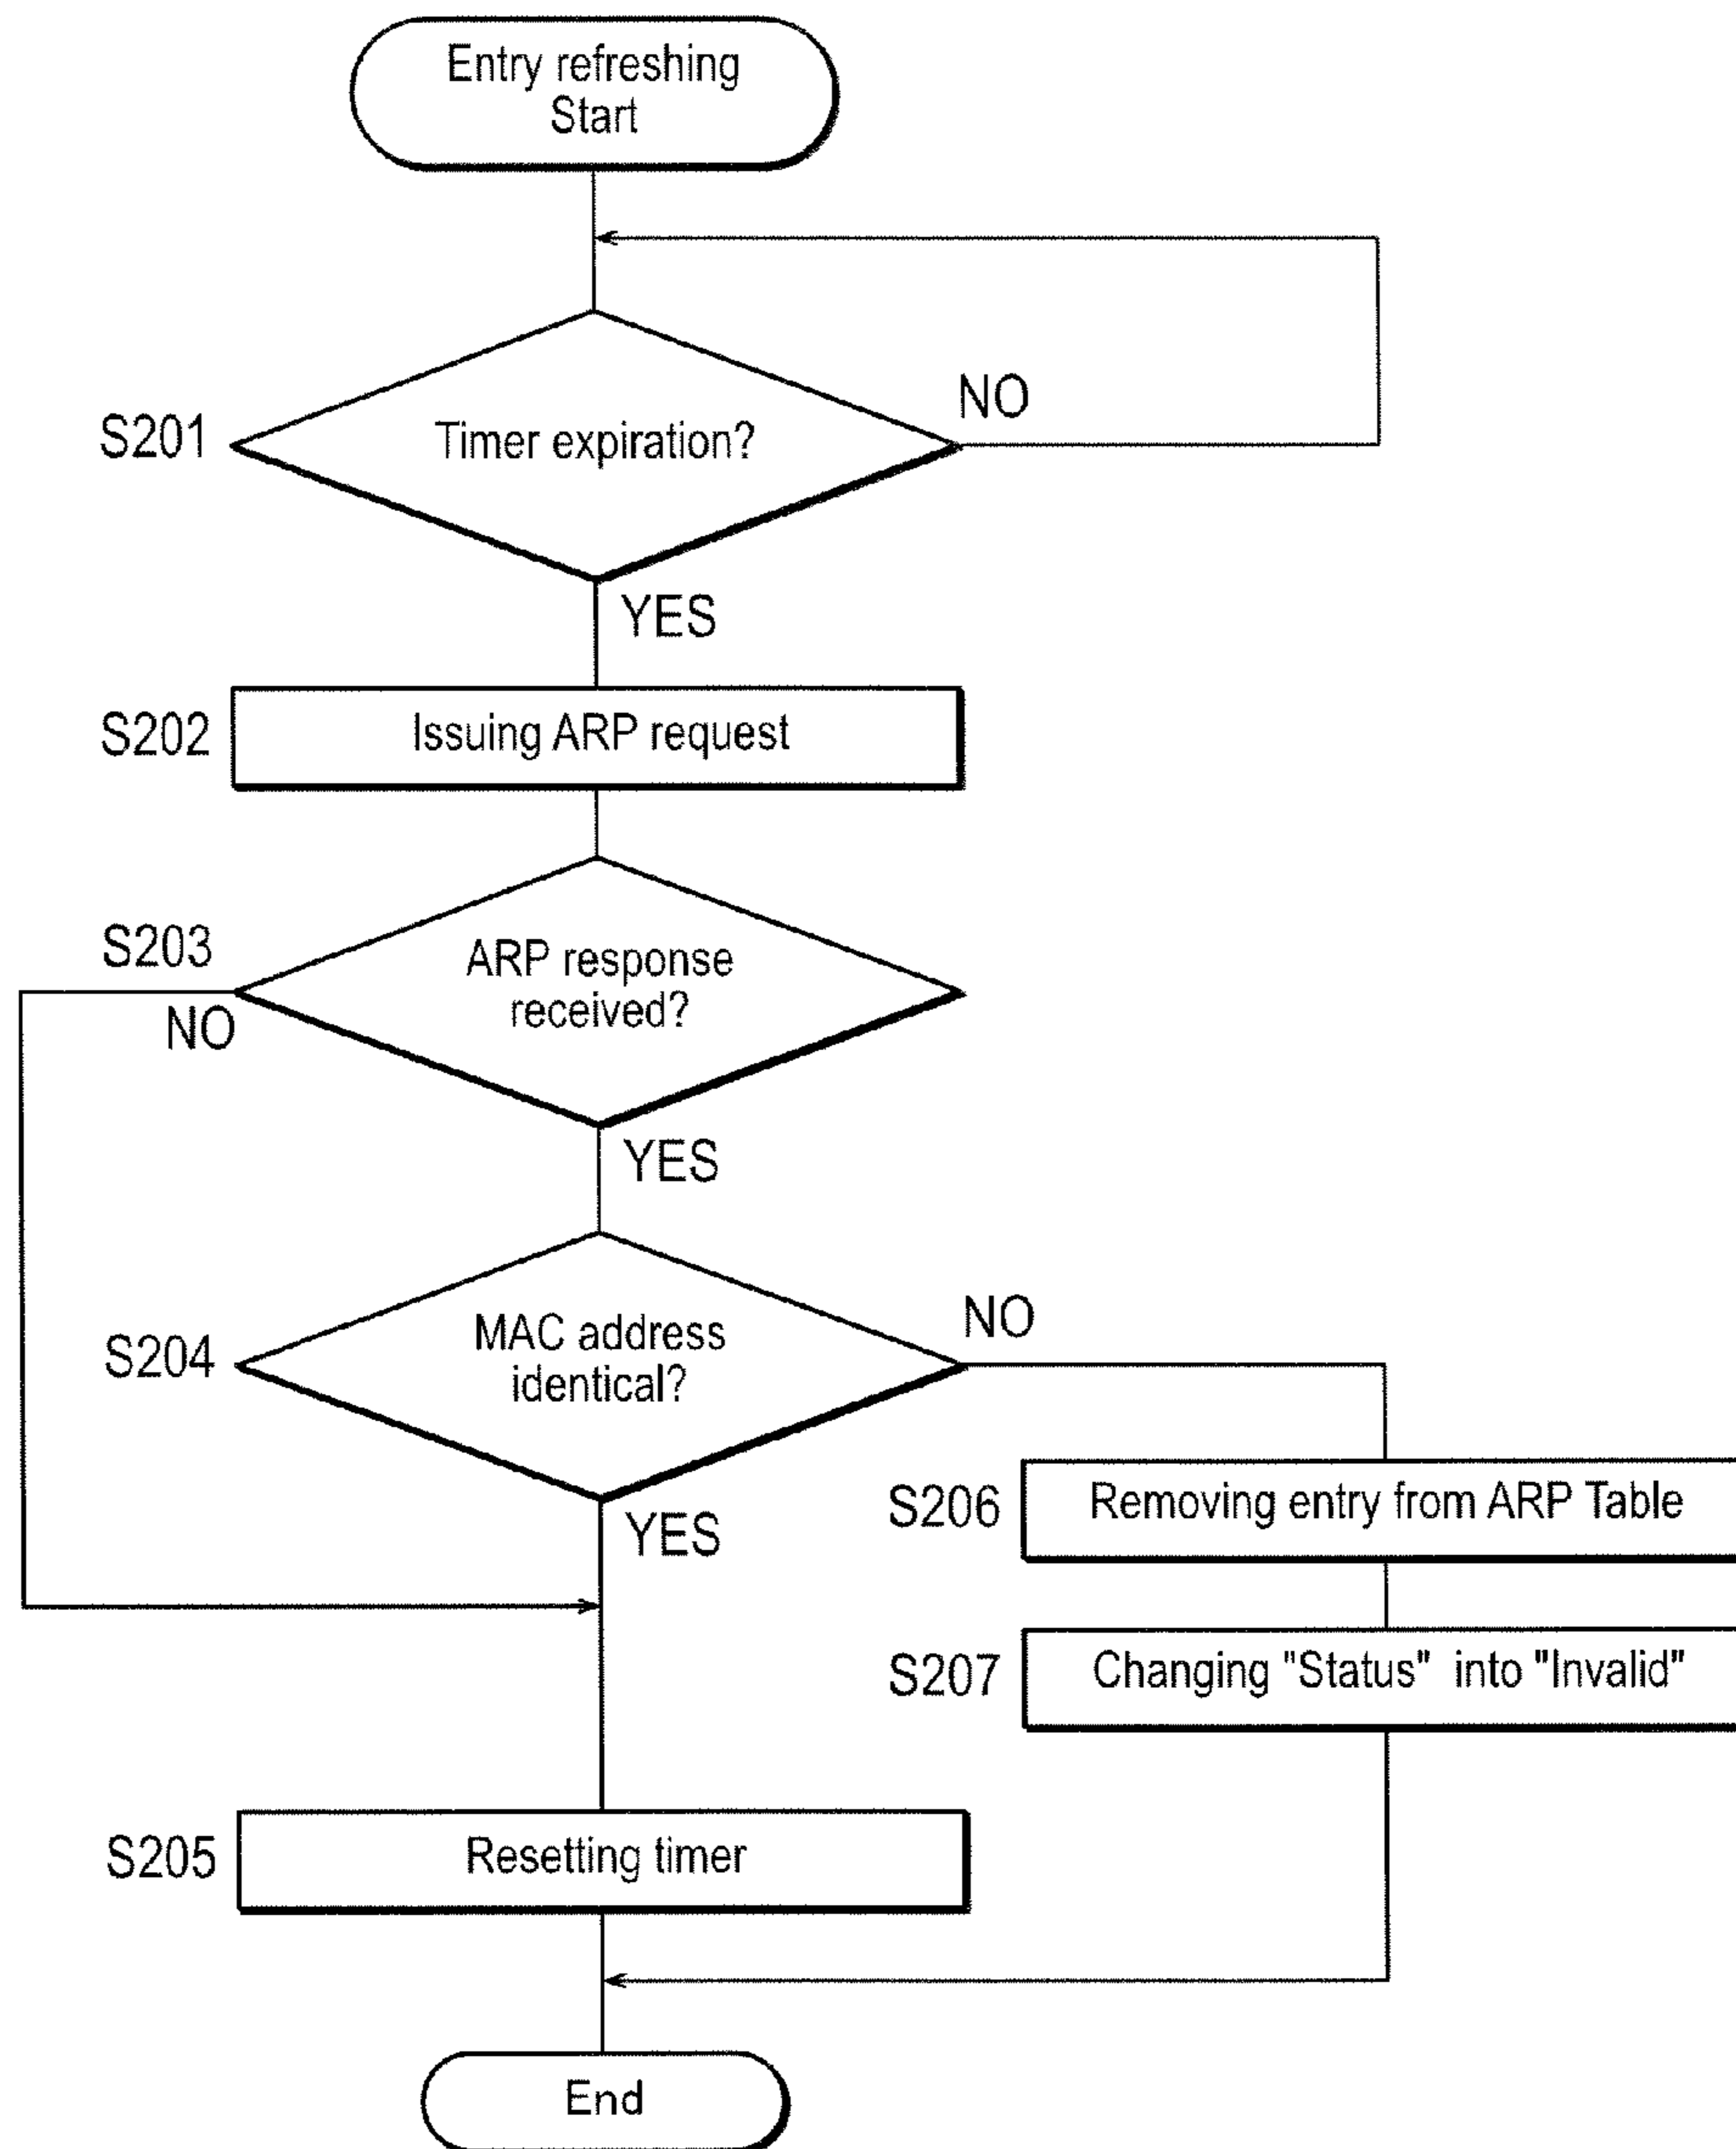 Entry refreshing
Start
S201
Timer expiration?
NO
YES
S202
Issuing ARP request
S203
ARP response
received?
NO
YES
S204
MAC address
identical?
NO
YES
S206
Removing entry from ARP Table
S207
Changing "Status" into "Invalid"
S205
Resetting timer
End